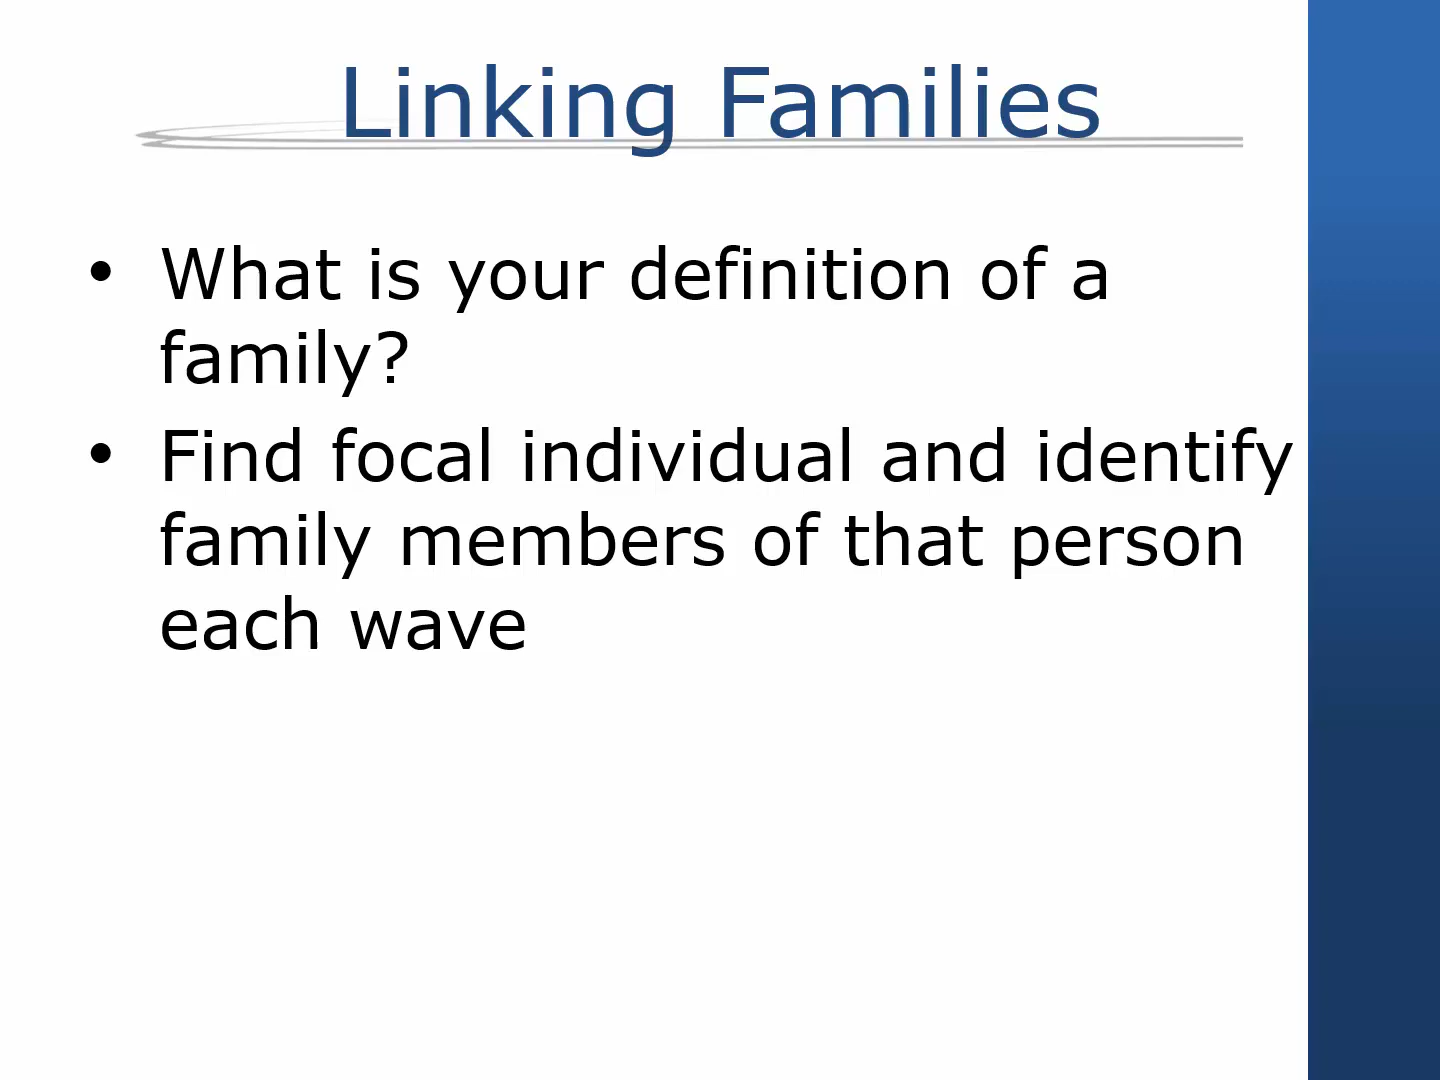 Linking Families
• What is your definition of a
family?
• Find focal individual and identify
family members of that person
each wave